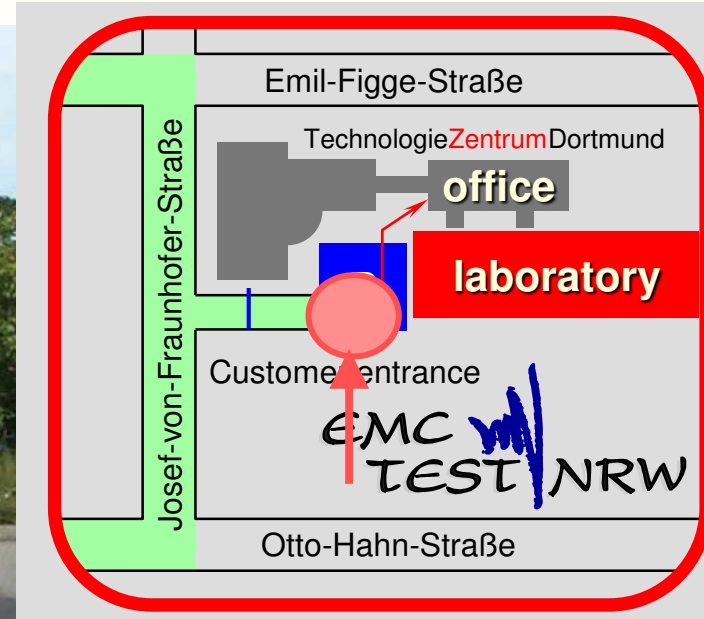 Emil-Figge-Straße
TechnologieZentrumDortmund
office
laboratory
Josef-von-Fraunhofer-Straße
Customer entrance
EMC
TEST NRW
Otto-Hahn-Straße